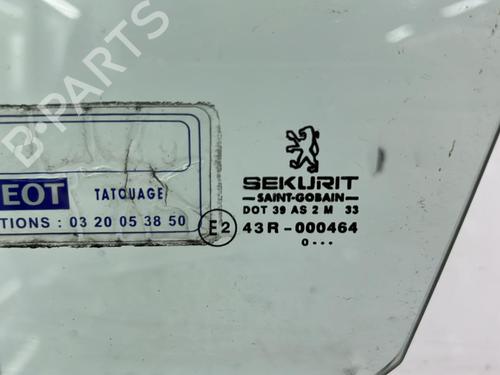 B-PARTS
EOT TATOUAGE
TIONS : 03 20 05 38 50
SEKURIT
SAINT-GOBAIN
DOT 39 AS 2 M 33
E2 43R-000464
0---